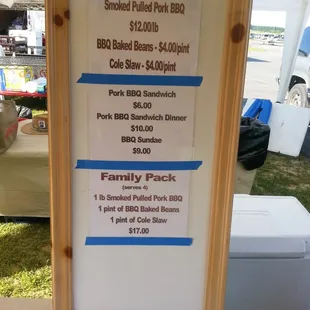 Smoked Pulled Pork BBQ
$12.00/lb
BBQ Baked Beans - $4.00/pint
Cole Slaw - $4.00/pint
Pork BBQ Sandwich
$6.00
Pork BBQ Sandwich Dinner
$10.00
BBQ Sundae
$9.00
Family Pack
(serves 4)
1 lb Smoked Pulled Pork BBQ
1 pint of BBQ Baked Beans
1 pint of Cole Slaw
$17.00